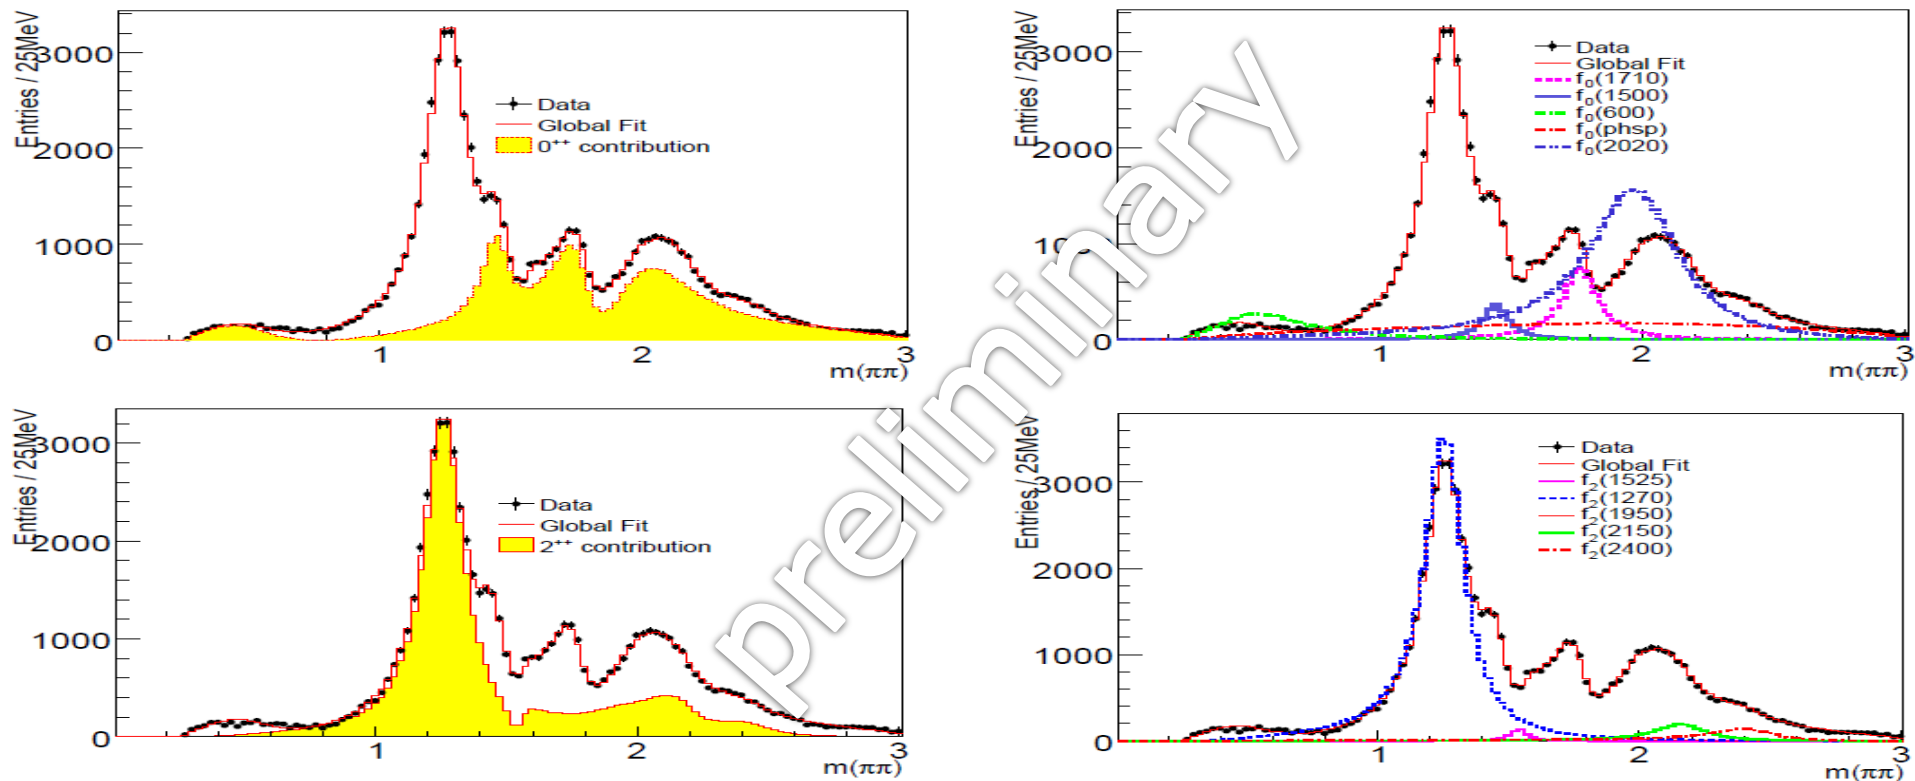 Entries / 25MeV
3000
2000
1000
0
1
2
3
m(ππ)
Data
Global Fit
0⁺⁺ contribution
Entries / 25MeV
3000
2000
1000
0
1
2
3
m(ππ)
Data
Global Fit
f₀(1710)
f₀(1500)
f₀(600)
f₀(phsp)
f₀(2020)
preliminary
Entries / 25MeV
3000
2000
1000
0
1
2
3
m(ππ)
Data
Global Fit
2⁺⁺ contribution
Entries / 25MeV
3000
2000
1000
0
1
2
3
m(ππ)
Data
Global Fit
f₂(1525)
f₂(1270)
f₂(1950)
f₂(2150)
f₂(2400)